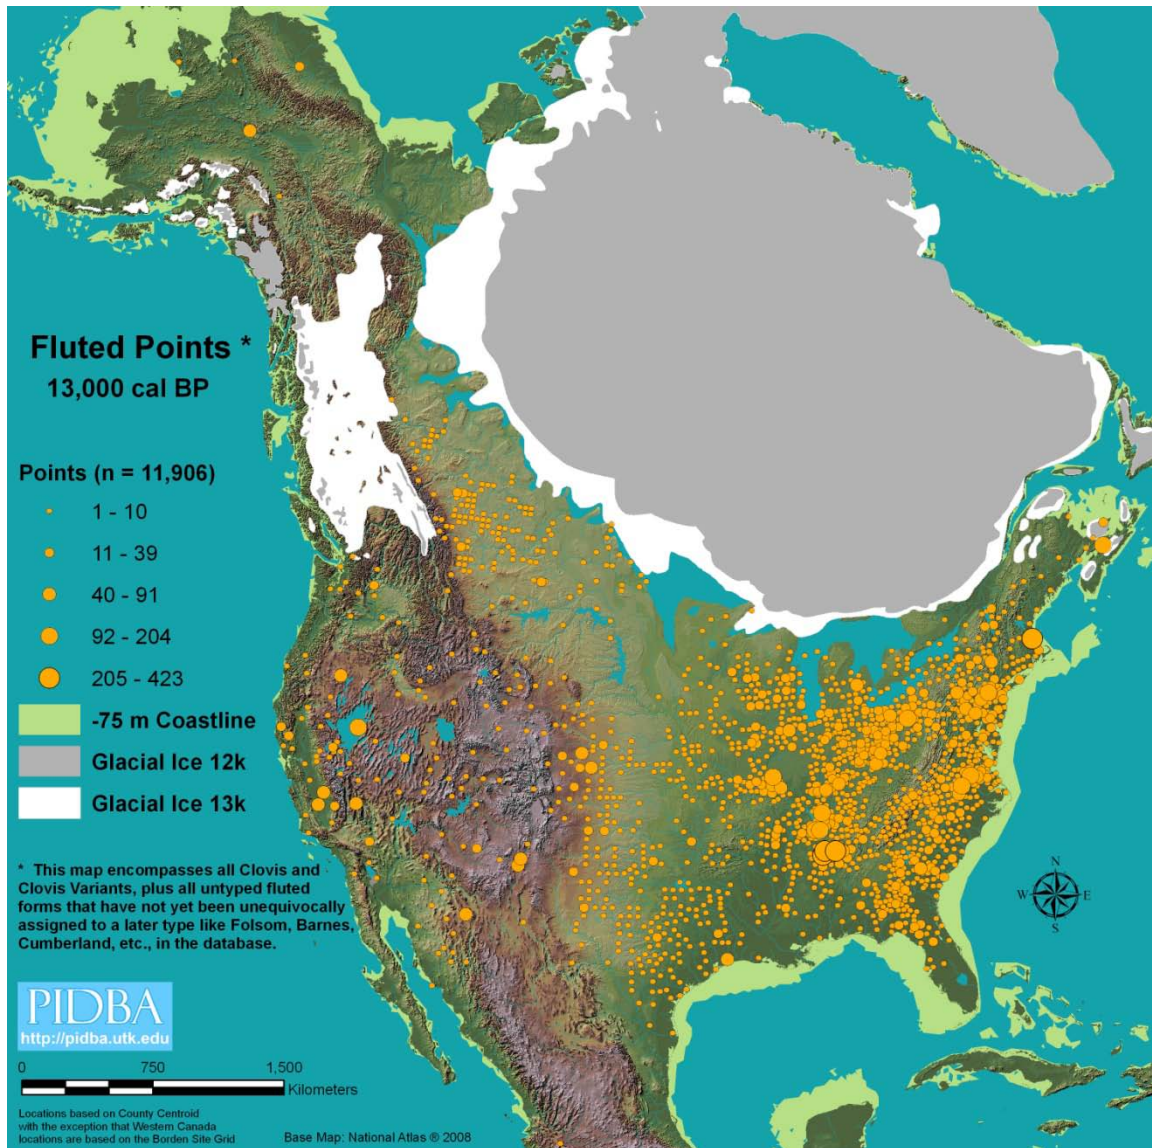 Fluted Points *
13,000 cal BP
Points (n = 11,906)
1 - 10
11 - 39
40 - 91
92 - 204
205 - 423
-75 m Coastline
Glacial Ice 12k
Glacial Ice 13k
* This map encompasses all Clovis and
Clovis Variants, plus all untyped fluted
forms that have not yet been unequivocally
assigned to a later type like Folsom, Barnes,
Cumberland, etc., in the database.
N
W E
S
PIDBA
http://pidba.utk.edu
0 750 1,500
Kilometers
Locations based on County Centroid
with the exception that Western Canada
locations are based on the Borden Site Grid
Base Map: National Atlas ® 2008